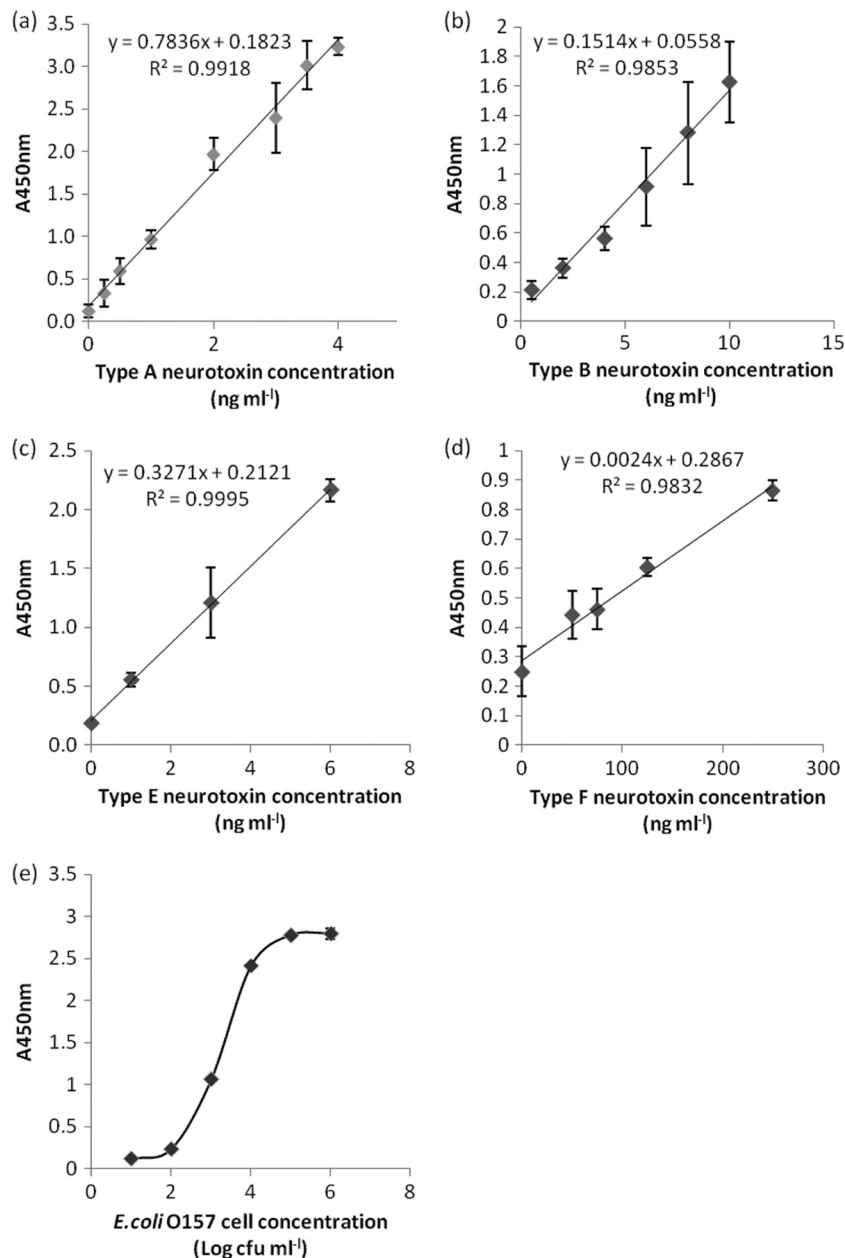 (a)
3.5
3.0
2.5
2.0
1.5
1.0
0.5
0.0
A450nm
y = 0.7836x + 0.1823
R² = 0.9918
0 2 4
Type A neurotoxin concentration
(ng ml⁻ˡ)
(b)
2
1.8
1.6
1.4
1.2
1
0.8
0.6
0.4
0.2
0
A450nm
y = 0.1514x + 0.0558
R² = 0.9853
0 5 10 15
Type B neurotoxin concentration
(ng ml⁻ˡ)
(c)
2.5
2.0
1.5
1.0
0.5
0.0
A450nm
y = 0.3271x + 0.2121
R² = 0.9995
0 2 4 6 8
Type E neurotoxin concentration
(ng ml⁻ˡ)
(d)
1
0.9
0.8
0.7
0.6
0.5
0.4
0.3
0.2
0.1
0
A450nm
y = 0.0024x + 0.2867
R² = 0.9832
0 100 200 300
Type F neurotoxin concentration
(ng ml⁻ˡ)
(e)
3.5
3
2.5
2
1.5
1
0.5
0
A450nm
0 2 4 6 8
E.coli O157 cell concentration
(Log cfu ml⁻ˡ)